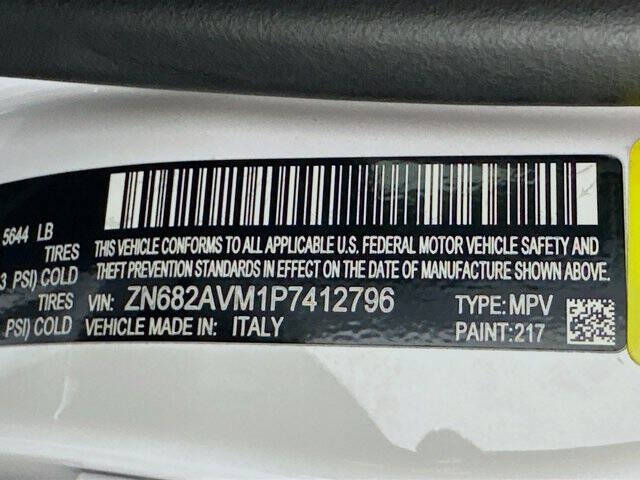 5644 LB
TIRES
THIS VEHICLE CONFORMS TO ALL APPLICABLE U.S. FEDERAL MOTOR VEHICLE SAFETY AND
3 PSI) COLD
THEFT PREVENTION STANDARDS IN EFFECT ON THE DATE OF MANUFACTURE SHOWN ABOVE.
TIRES
VIN: ZN682AVM1P7412796 TYPE: MPV
PSI) COLD
VEHICLE MADE IN: ITALY PAINT: 217